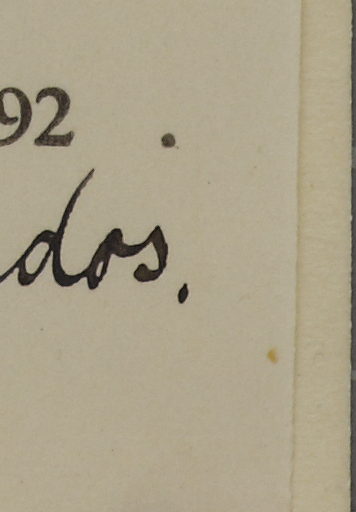 92 .
dos.